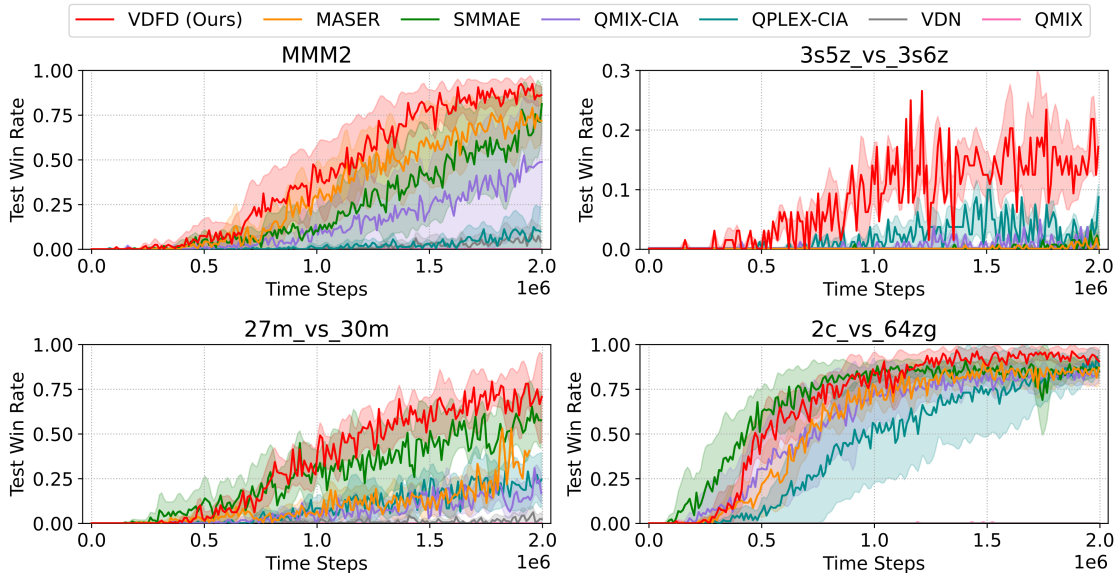 VDFD (Ours) MASER SMMAE QMIX-CIA QPLEX-CIA VDN QMIX
MMM2
Test Win Rate
1.00
0.75
0.50
0.25
0.00
0.0 0.5 1.0 1.5 2.0
1e6
Time Steps
3s5z_vs_3s6z
Test Win Rate
0.3
0.2
0.1
0.0
0.0 0.5 1.0 1.5 2.0
1e6
Time Steps
27m_vs_30m
Test Win Rate
1.00
0.75
0.50
0.25
0.00
0.0 0.5 1.0 1.5 2.0
1e6
Time Steps
2c_vs_64zg
Test Win Rate
1.00
0.75
0.50
0.25
0.00
0.0 0.5 1.0 1.5 2.0
1e6
Time Steps